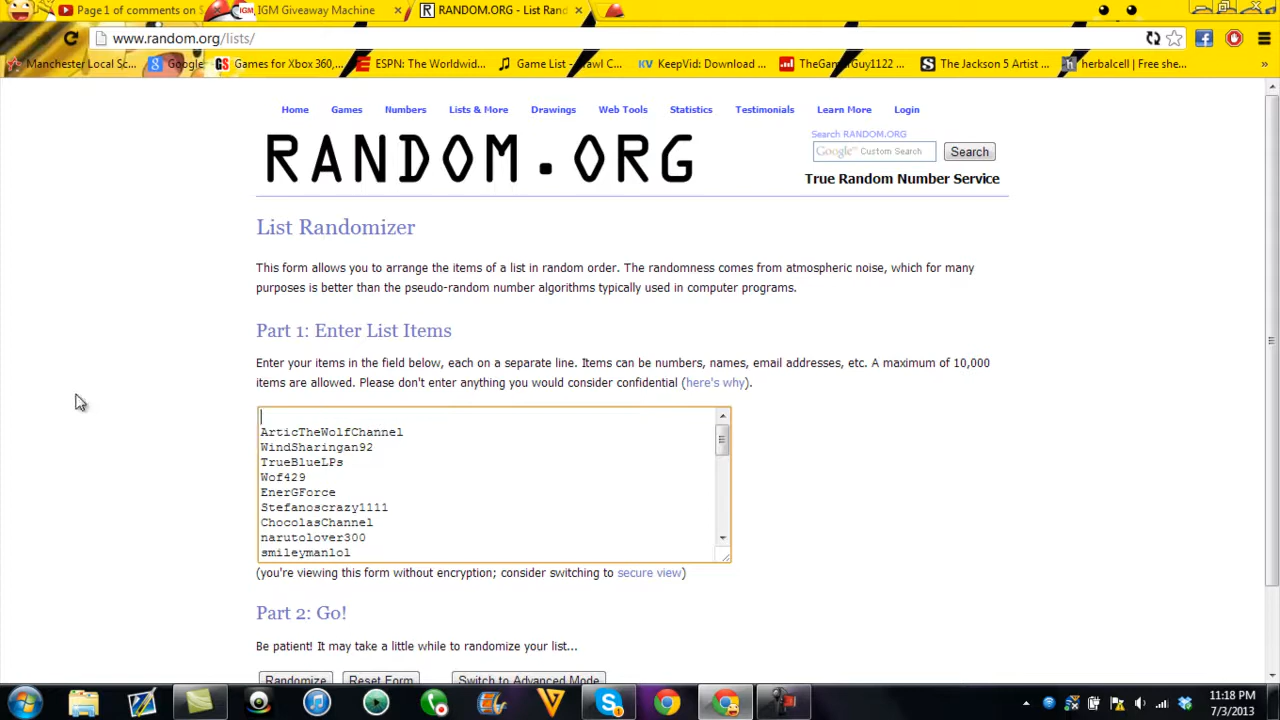 Page 1 of comments on S
IGM IGM Giveaway Machine
RANDOM.ORG - List Rand
www.random.org/lists/
Manchester Local Sc... Google Games for Xbox 360,... ESPN: The Worldwid... Game List - KeepVid: Download ... The Jackson 5 Artist ... herbalcell | Free she... »
Home Games Numbers Lists & More Drawings Web Tools Statistics Testimonials Learn More Login
RANDOM.ORG
Search RANDOM.ORG
Google™ Custom Search Search
True Random Number Service
List Randomizer
This form allows you to arrange the items of a list in random order. The randomness comes from atmospheric noise, which for many
purposes is better than the pseudo-random number algorithms typically used in computer programs.
Part 1: Enter List Items
Enter your items in the field below, each on a separate line. Items can be numbers, names, email addresses, etc. A maximum of 10,000
items are allowed. Please don't enter anything you would consider confidential (here's why).
ArticTheWolfChannel
WindSharingan92
TrueBlueLPs
Wof429
EnerGForce
Stefanoscrazy1111
ChocolasChannel
narutolover300
smileymanlol
(you're viewing this form without encryption; consider switching to secure view)
Part 2: Go!
Be patient! It may take a little while to randomize your list...
Randomize Reset Form Switch to Advanced Mode
11:18 PM
7/3/2013